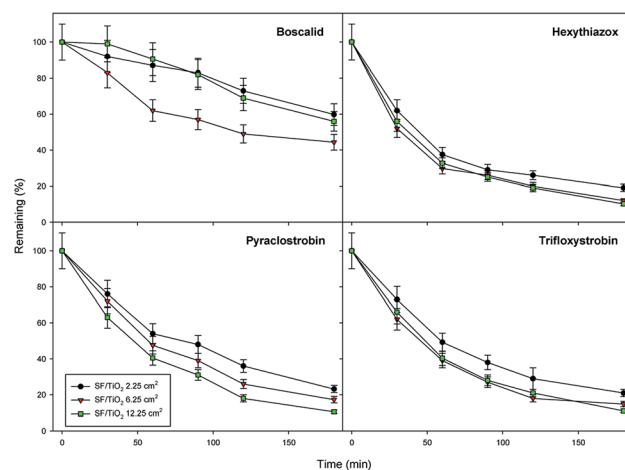 Boscalid
Hexythiazox
100
80
60
40
20
0
Pyraclostrobin
Trifloxystrobin
100
80
60
40
20
0
Remaining (%)
SF/TiO2 2.25 cm2
SF/TiO2 6.25 cm2
SF/TiO2 12.25 cm2
0 50 100 150 0 50 100 150
Time (min)